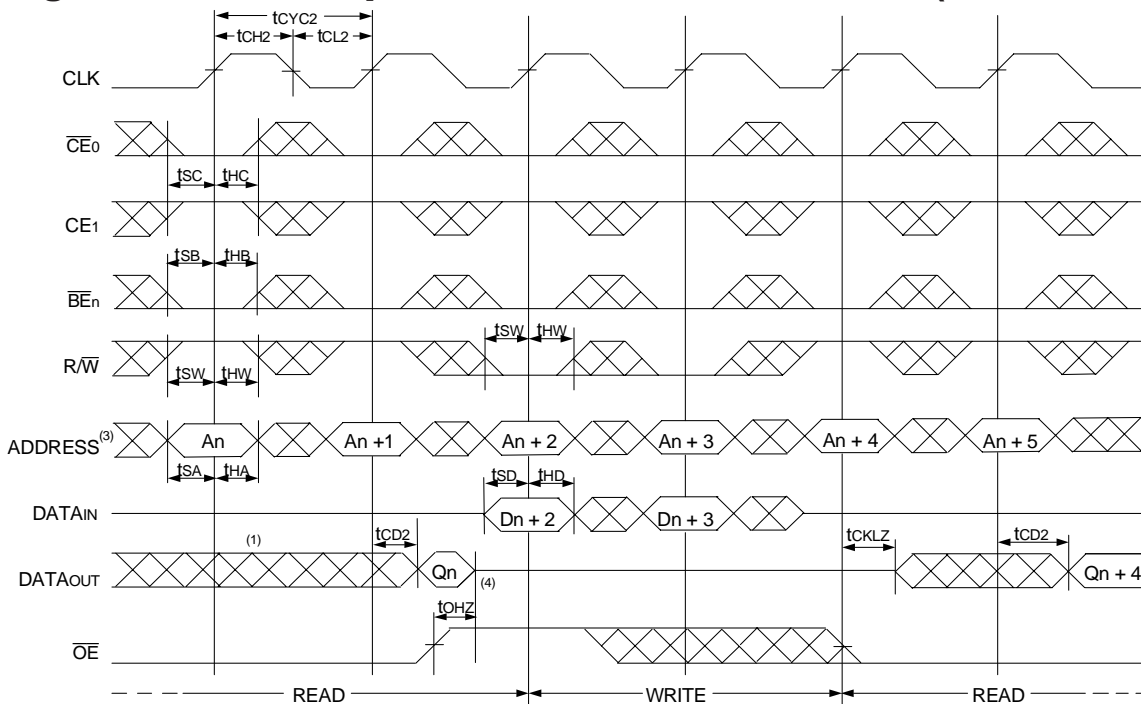 tCYC2
tCH2 tCL2
CLK
CE0
tSC tHC
CE1
tSB tHB
BEn
tSW tHW
R/W
tSW tHW
ADDRESS(3) An An +1 An + 2 An + 3 An + 4 An + 5
tSA tHA tSD tHD
DATAIN Dn + 2 Dn + 3
(1) tCD2 tCKLZ tCD2
DATAOUT Qn (4) Qn + 4
tOHZ
OE
READ WRITE READ